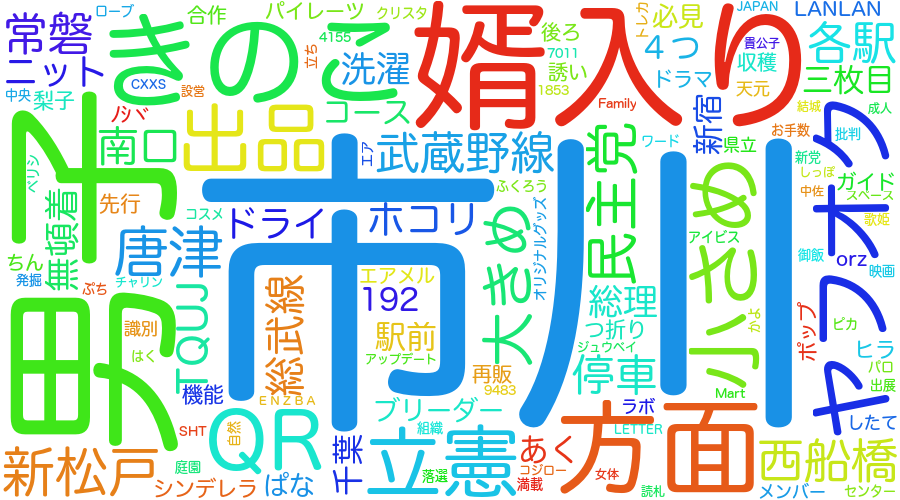 ローブ
合作
パイレーツ
クリスタ
後ろ
トレカ
必見
JAPAN
LANLAN
常磐
きのこ
婿入り
4155
立ち
洗濯
7011
誘い
1853
4つ
ドラマ
貴公子
収穫
天元
各駅
三枚目
ニット
中央
梨子
CXXS
設営
コース
Family
結城
成人
ﾉｼﾍﾞ
南口
出品
エア
武蔵野線
民主党
新宿
ワード
県立
お手数
批判
新党
しっぽ
ベリシ
無頓着
先行
コスメ
ドライ
ホコリ
ふくろう
大きめ
オリジナルグッズ
小さめ
アイビス
中佐
ガイド
スペース
歌姫
田子
市川
ヤフオク
唐津
ちん
発掘
ぷち
チャリン
エアメル
192
総理
つ折り
御飯
orz
映画
カ
識別
はく
TQUJ
総武線
駅前
アップデート
ジュウベイ
かよ
ポップ
ピカ
ヒラ
機能
ENZBA
再販
9483
停車
Mart
パロ
出展
QR
ブリーダー
ラボ
LETTER
SHT
自然
組織
したて
新松戸
庭園
千葉
立憲
あく
方面
西船橋
シンデレラ
ぱな
落選
コジロー
満載
女体
読札
メンバー
センター